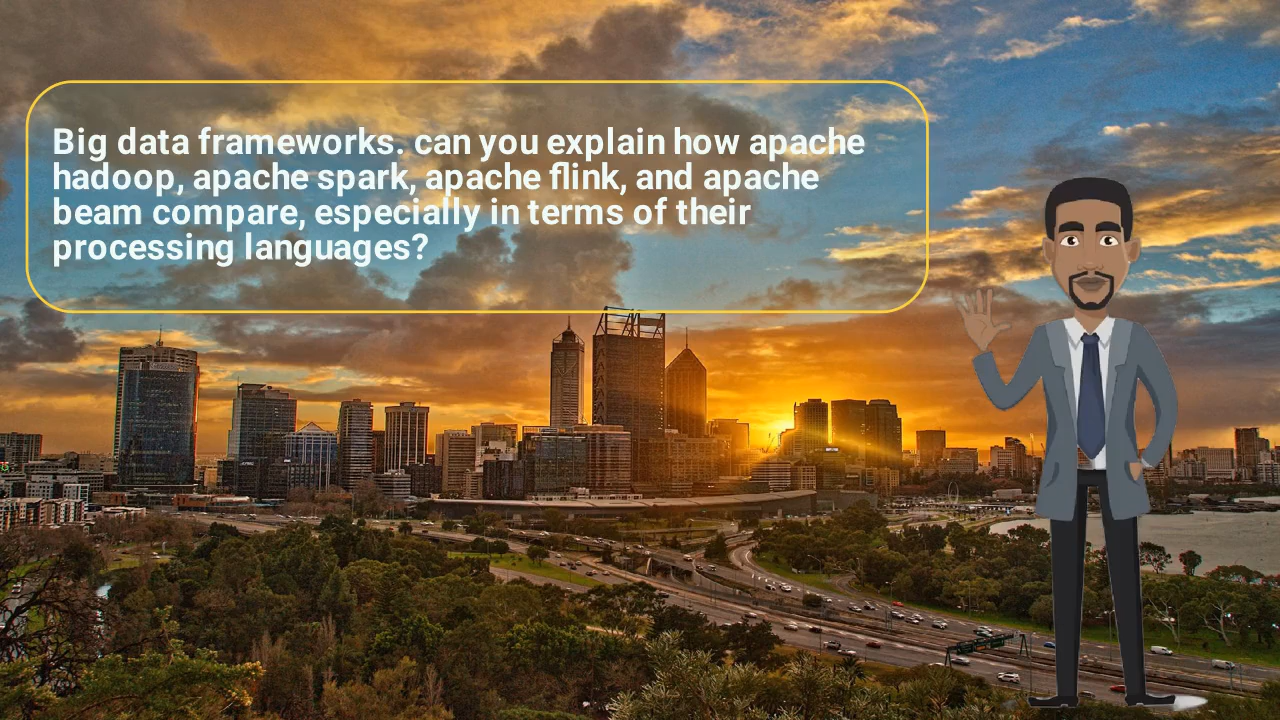 Big data frameworks. can you explain how apache
hadoop, apache spark, apache flink, and apache
beam compare, especially in terms of their
processing languages?